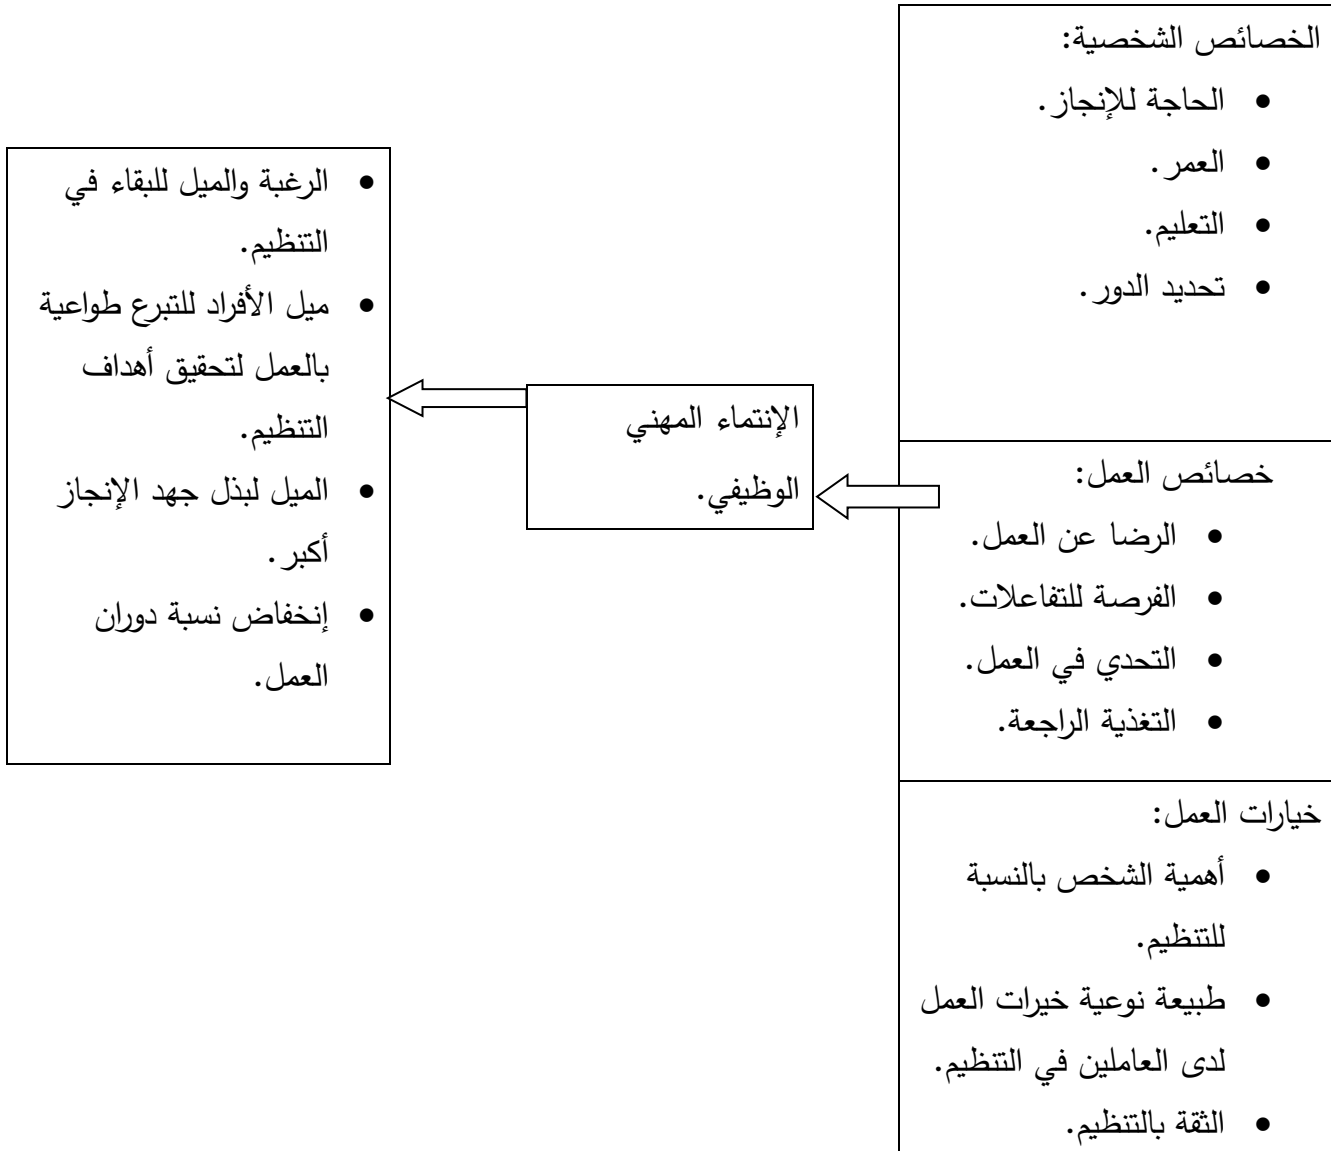 الخصائص الشخصية:
• الحاجة للإنجاز.
• العمر.
• التعليم.
• تحديد الدور.
خصائص العمل:
• الرضا عن العمل.
• الفرصة للتفاعلات.
• التحدي في العمل.
• التغذية الراجعة.
خيارات العمل:
• أهمية الشخص بالنسبة
للتنظيم.
• طبيعة نوعية خيرات العمل
لدى العاملين في التنظيم.
• الثقة بالتنظيم.
الإنتماء المهني
الوظيفي.
• الرغبة والميل للبقاء في
التنظيم.
• ميل الأفراد للتبرع طواعية
بالعمل لتحقيق أهداف
التنظيم.
• الميل لبذل جهد الإنجاز
أكبر.
• إنخفاض نسبة دوران
العمل.